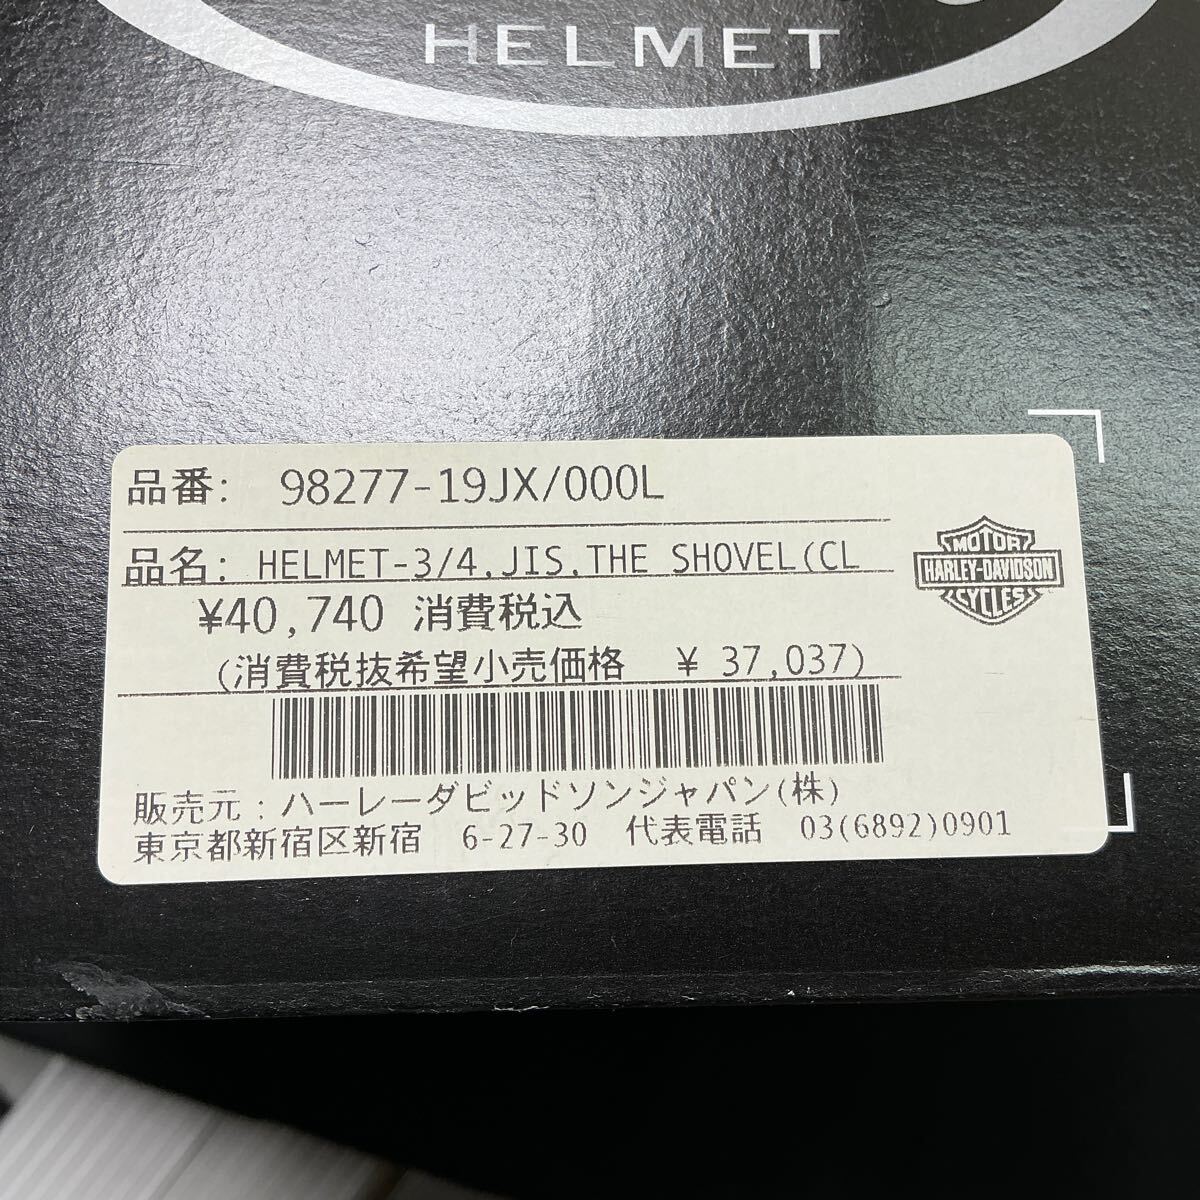 HELMET
品番: 98277-19JX/000L
品名: HELMET-3/4,JIS,THE SHOVEL(CL
¥40,740 消費税込
(消費税抜希望小売価格 ¥ 37,037)
MOTOR
HARLEY-DAVIDSON
CYCLES
販売元:ハーレーダビッドソンジャパン(株)
東京都新宿区新宿 6-27-30 代表電話 03(6892)0901